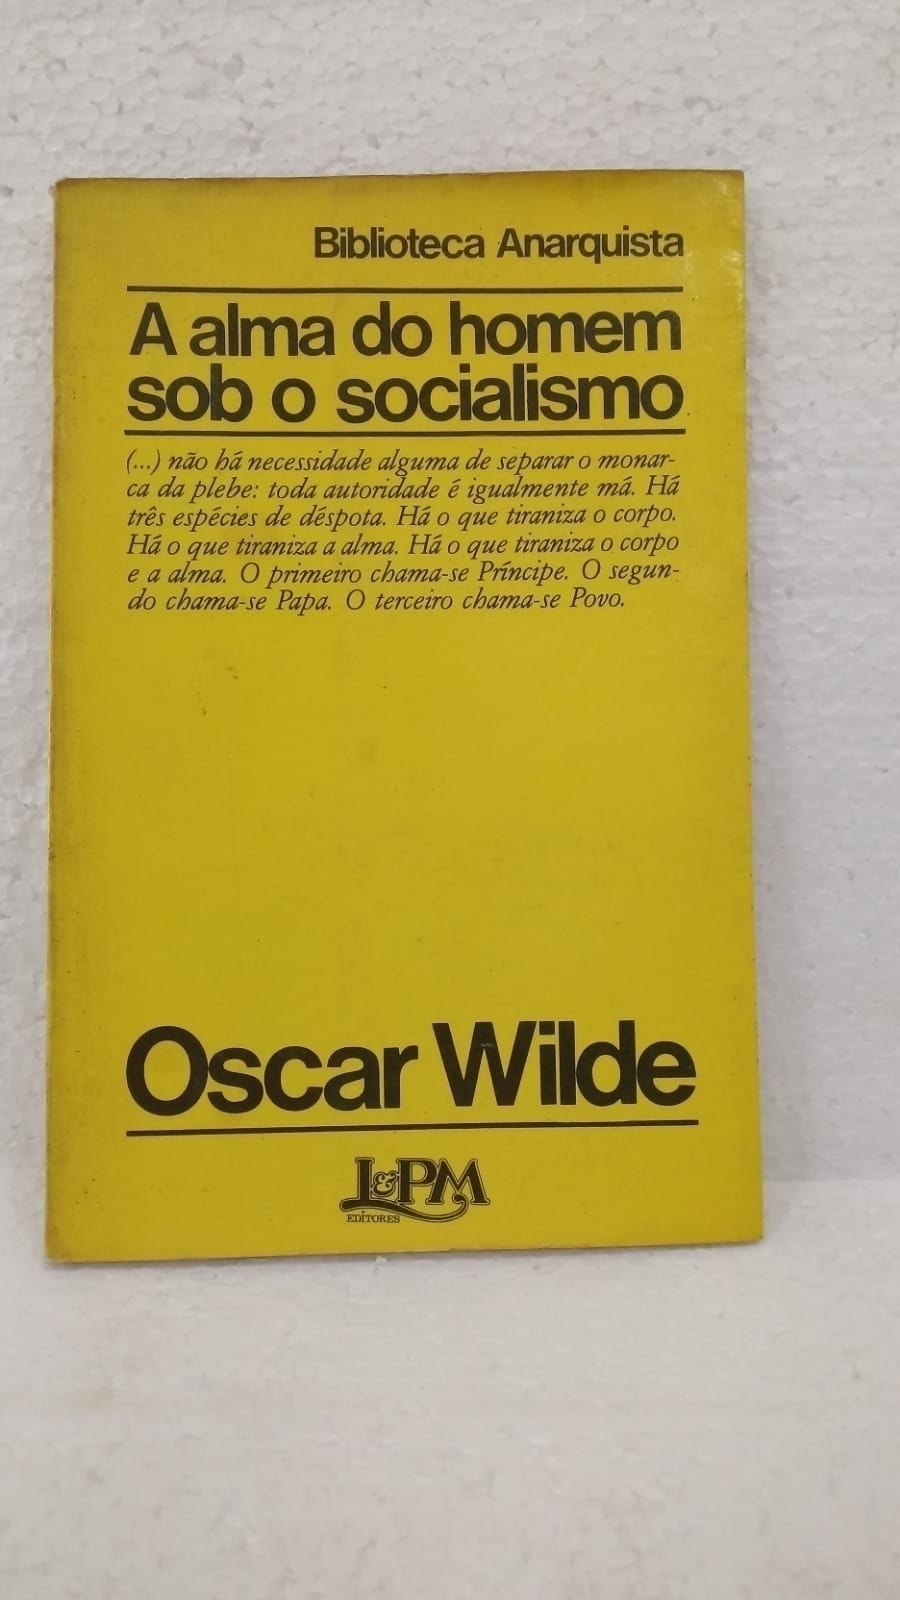 Biblioteca Anarquista
A alma do homem
sob o socialismo
(...) não há necessidade alguma de separar o monar-
ca da plebe: toda autoridade é igualmente má. Há
três espécies de déspota. Há o que tiraniza o corpo.
Há o que tiraniza a alma. Há o que tiraniza o corpo
e a alma. O primeiro chama-se Príncipe. O segun-
do chama-se Papa. O terceiro chama-se Povo.
Oscar Wilde
L&PM
EDITORES